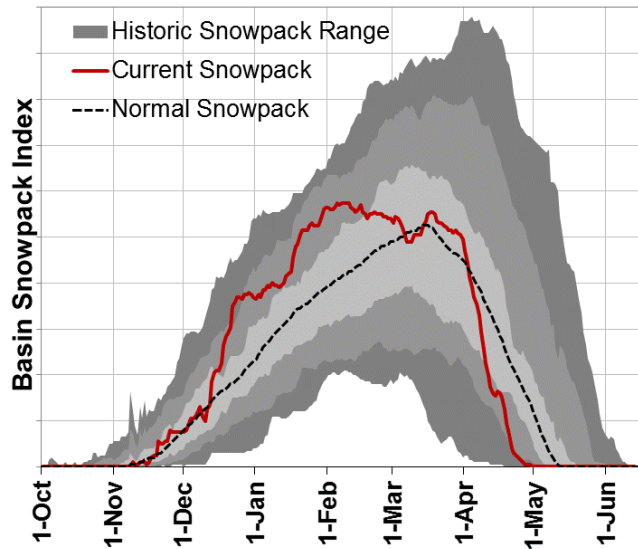 Historic Snowpack Range
Current Snowpack
Normal Snowpack
Basin Snowpack Index
1-Oct
1-Nov
1-Dec
1-Jan
1-Feb
1-Mar
1-Apr
1-May
1-Jun